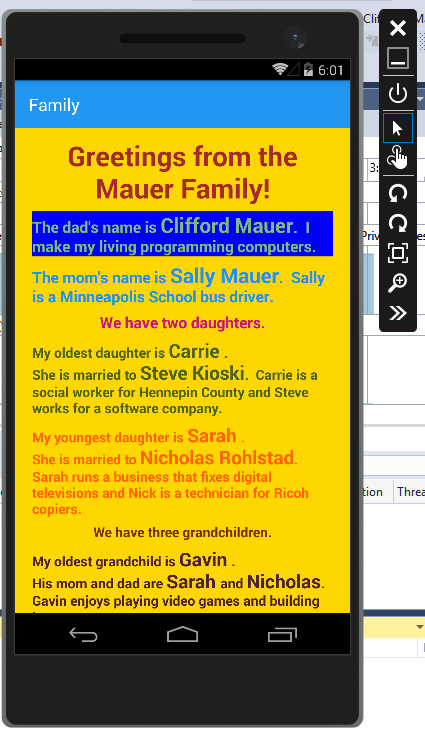 6:01
Family
Greetings from the
Mauer Family!
The dad's name is Clifford Mauer. I
make my living programming computers.
The mom's name is Sally Mauer. Sally
is a Minneapolis School bus driver.
We have two daughters.
My oldest daughter is Carrie .
She is married to Steve Kioski. Carrie is a
social worker for Hennepin County and Steve
works for a software company.
My youngest daughter is Sarah .
She is married to Nicholas Rohlstad.
Sarah runs a business that fixes digital
televisions and Nick is a technician for Ricoh
copiers.
We have three grandchildren.
My oldest grandchild is Gavin .
His mom and dad are Sarah and Nicholas.
Gavin enjoys playing video games and building